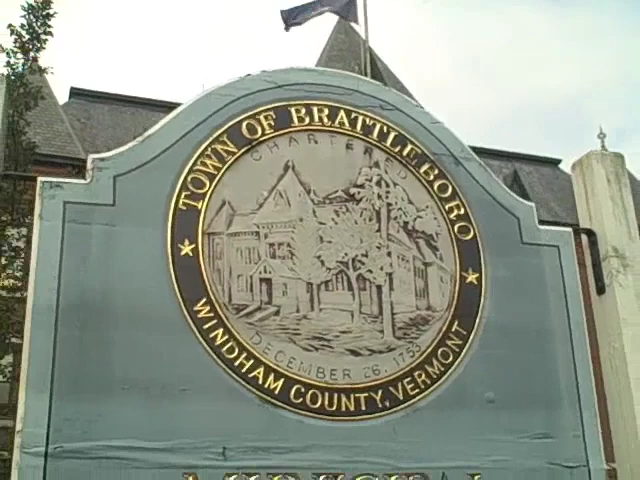 TOWN OF BRATTLEBORO
CHARTERED
DECEMBER 26, 1753
WINDHAM COUNTY, VERMONT